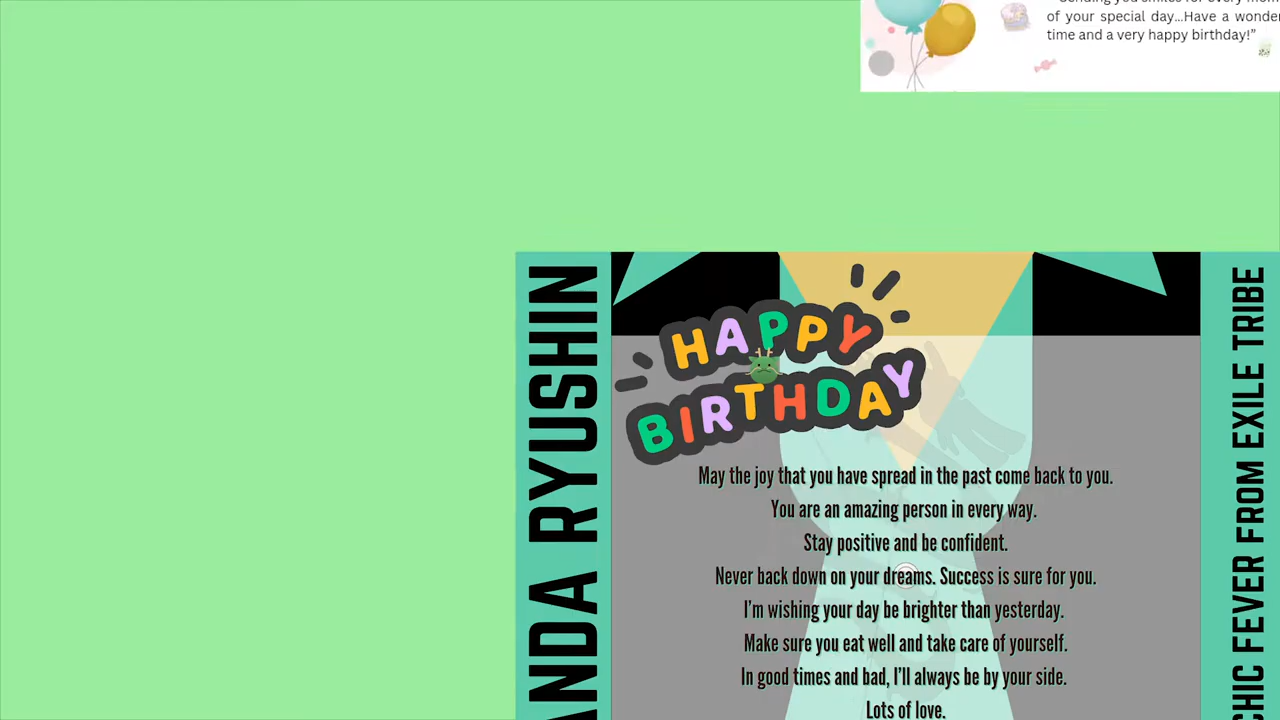 of your special day...Have a
time and a very happy birthday!”
ANDA RYUSHIN
HAPPY
BIRTHDAY
May the joy that you have spread in the past come back to you.
You are an amazing person in every way.
Stay positive and be confident.
Never back down on your dreams. Success is sure for you.
I'm wishing your day be brighter than yesterday.
Make sure you eat well and take care of yourself.
In good times and bad, I'll always be by your side.
Lots of love.
CHIC FEVER FROM EXILE TRIBE